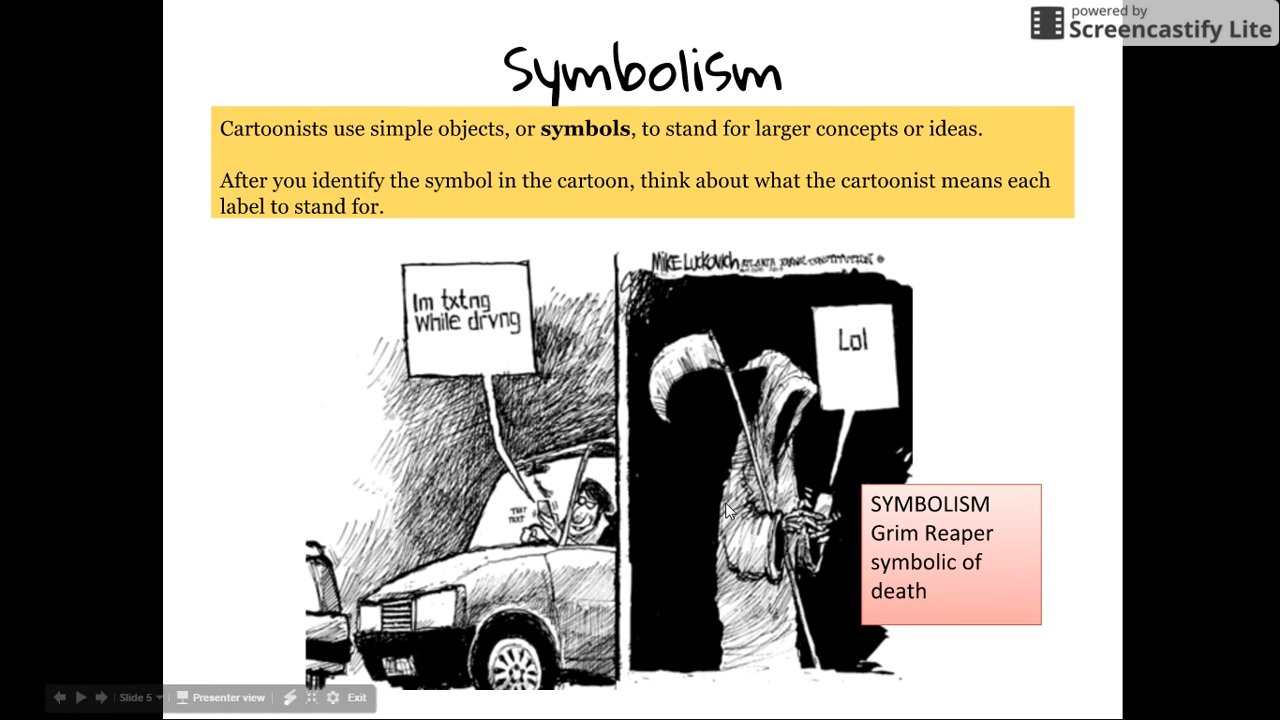 powered by
Screencastify Lite
Symbolism
Cartoonists use simple objects, or symbols, to stand for larger concepts or ideas.
After you identify the symbol in the cartoon, think about what the cartoonist means each
label to stand for.
Im txtng
While drvng
TEXT
TEXT
MIKE LUCKOVICH ATLANTA JOURNAL-CONSTITUTION
Lol
SYMBOLISM
Grim Reaper
symbolic of
death
Slide 5
Presenter view
Exit